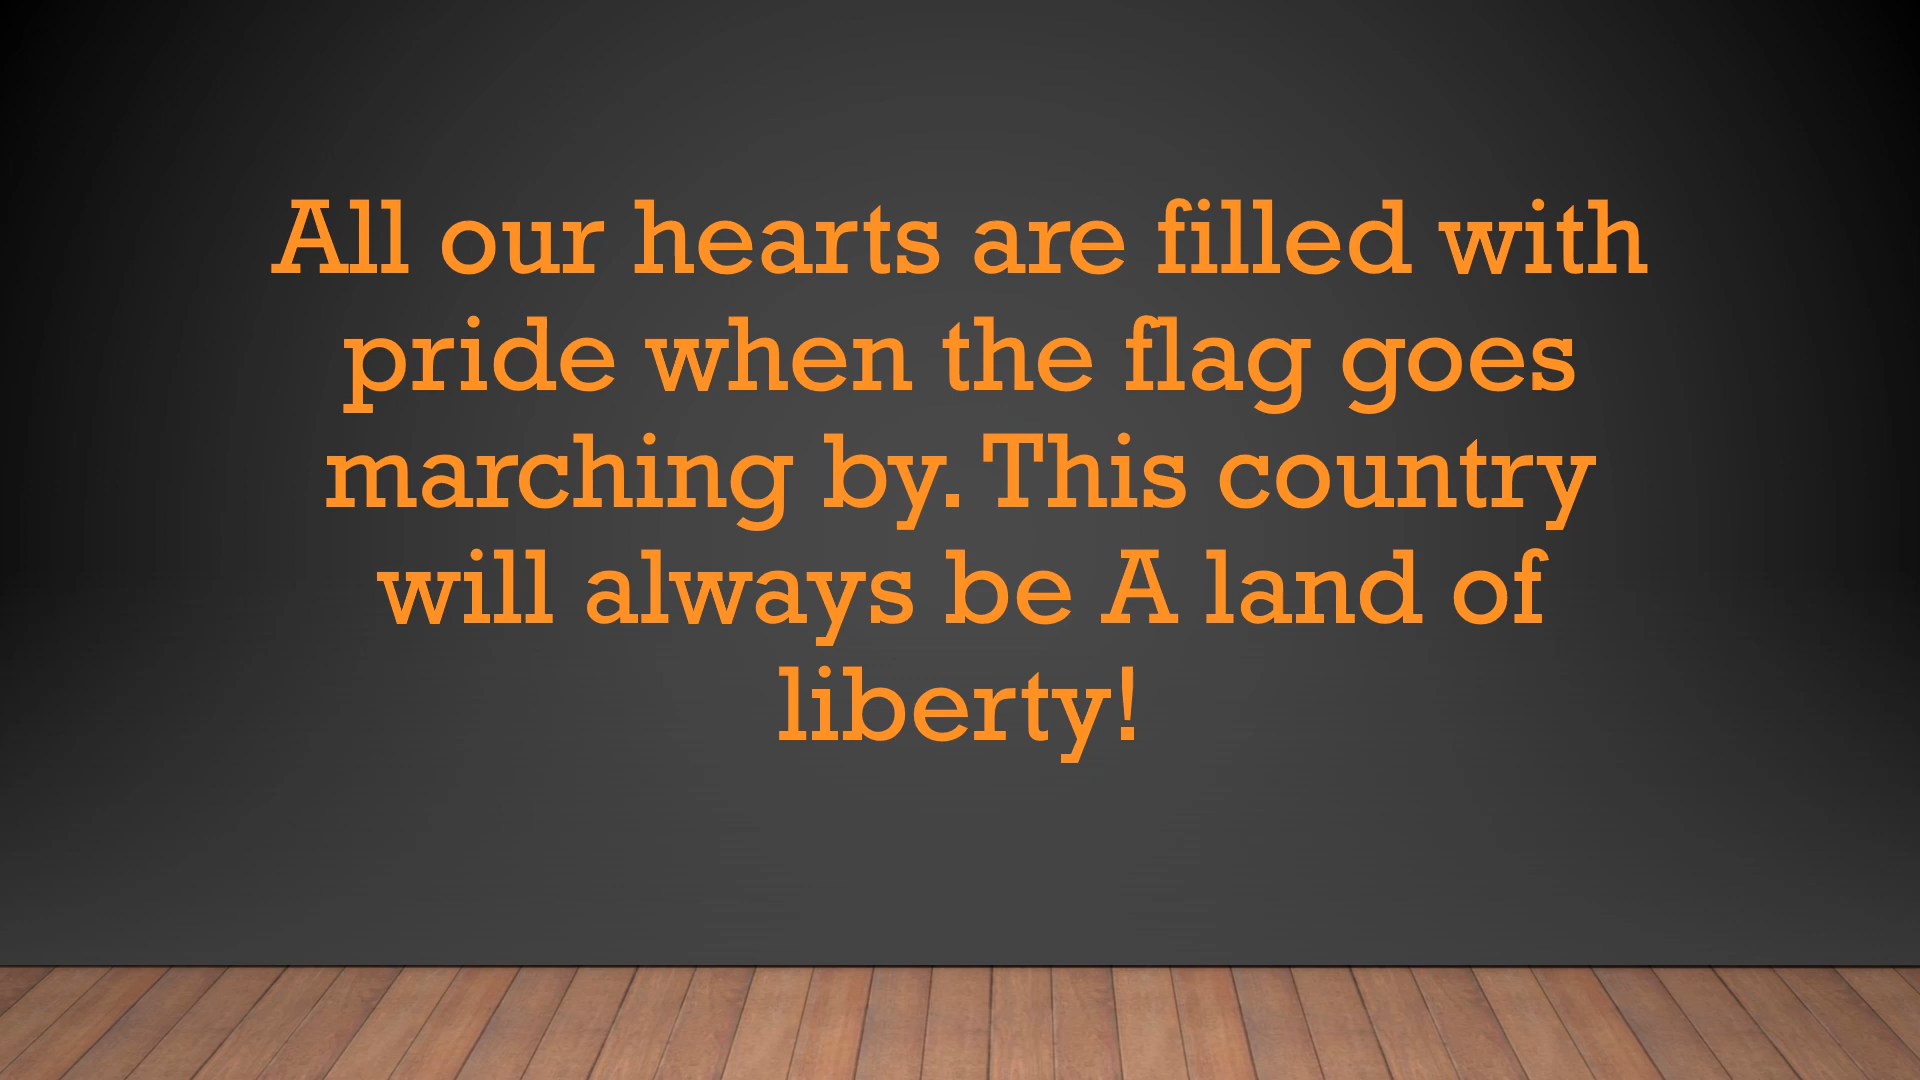 All our hearts are filled with
pride when the flag goes
marching by. This country
will always be A land of
liberty!